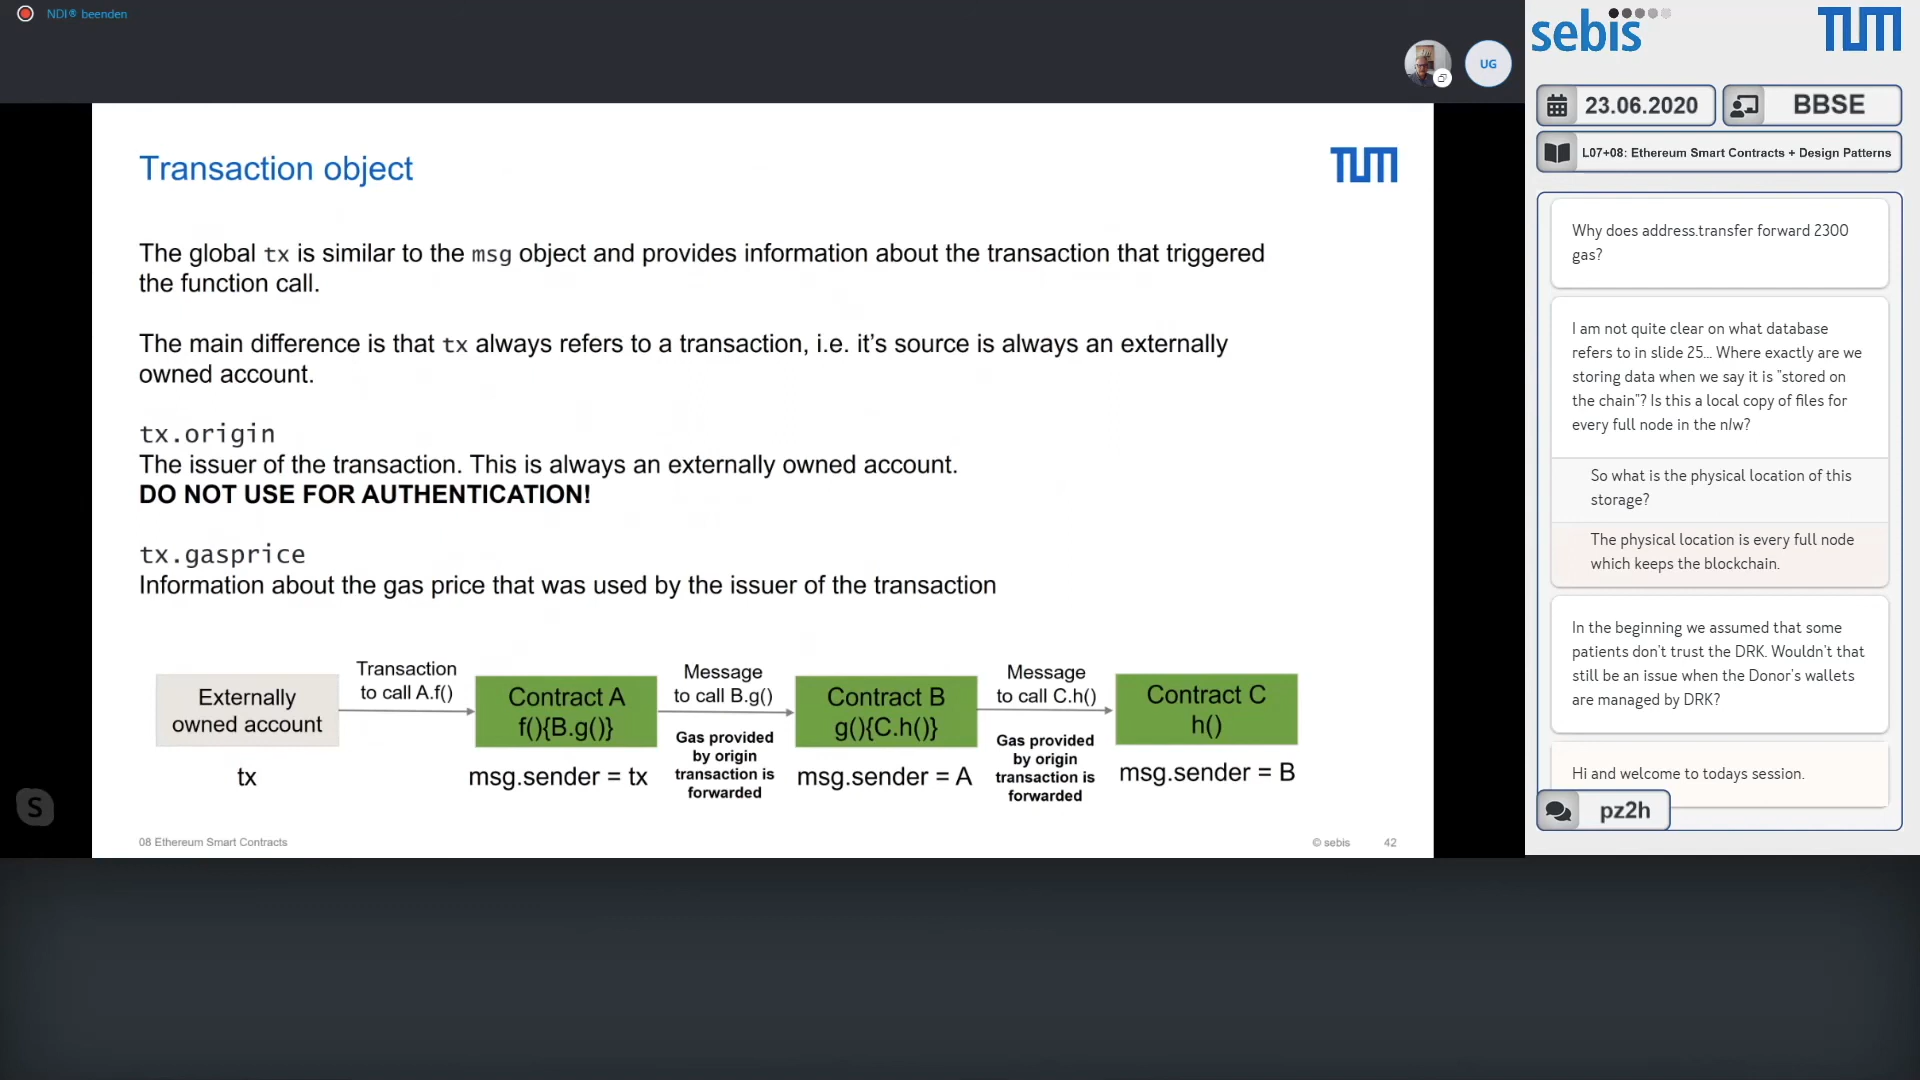 NDI® beenden
UG
Transaction object
TUM
The global tx is similar to the msg object and provides information about the transaction that triggered
the function call.
The main difference is that tx always refers to a transaction, i.e. it's source is always an externally
owned account.
tx.origin
The issuer of the transaction. This is always an externally owned account.
DO NOT USE FOR AUTHENTICATION!
tx.gasprice
Information about the gas price that was used by the issuer of the transaction
Externally
owned account
tx
Transaction
to call A.f()
Contract A
f(){B.g()}
msg.sender = tx
Message
to call B.g()
Gas provided
by origin
transaction is
forwarded
Contract B
g(){C.h()}
msg.sender = A
Message
to call C.h()
Gas provided
by origin
transaction is
forwarded
Contract C
h()
msg.sender = B
08 Ethereum Smart Contracts
© sebis
42
S
sebis
TUM
23.06.2020
BBSE
L07+08: Ethereum Smart Contracts + Design Patterns
Why does address.transfer forward 2300
gas?
I am not quite clear on what database
refers to in slide 25... Where exactly are we
storing data when we say it is "stored on
the chain"? Is this a local copy of files for
every full node in the n/w?
So what is the physical location of this
storage?
The physical location is every full node
which keeps the blockchain.
In the beginning we assumed that some
patients don't trust the DRK. Wouldn't that
still be an issue when the Donor's wallets
are managed by DRK?
Hi and welcome to todays session.
pz2h